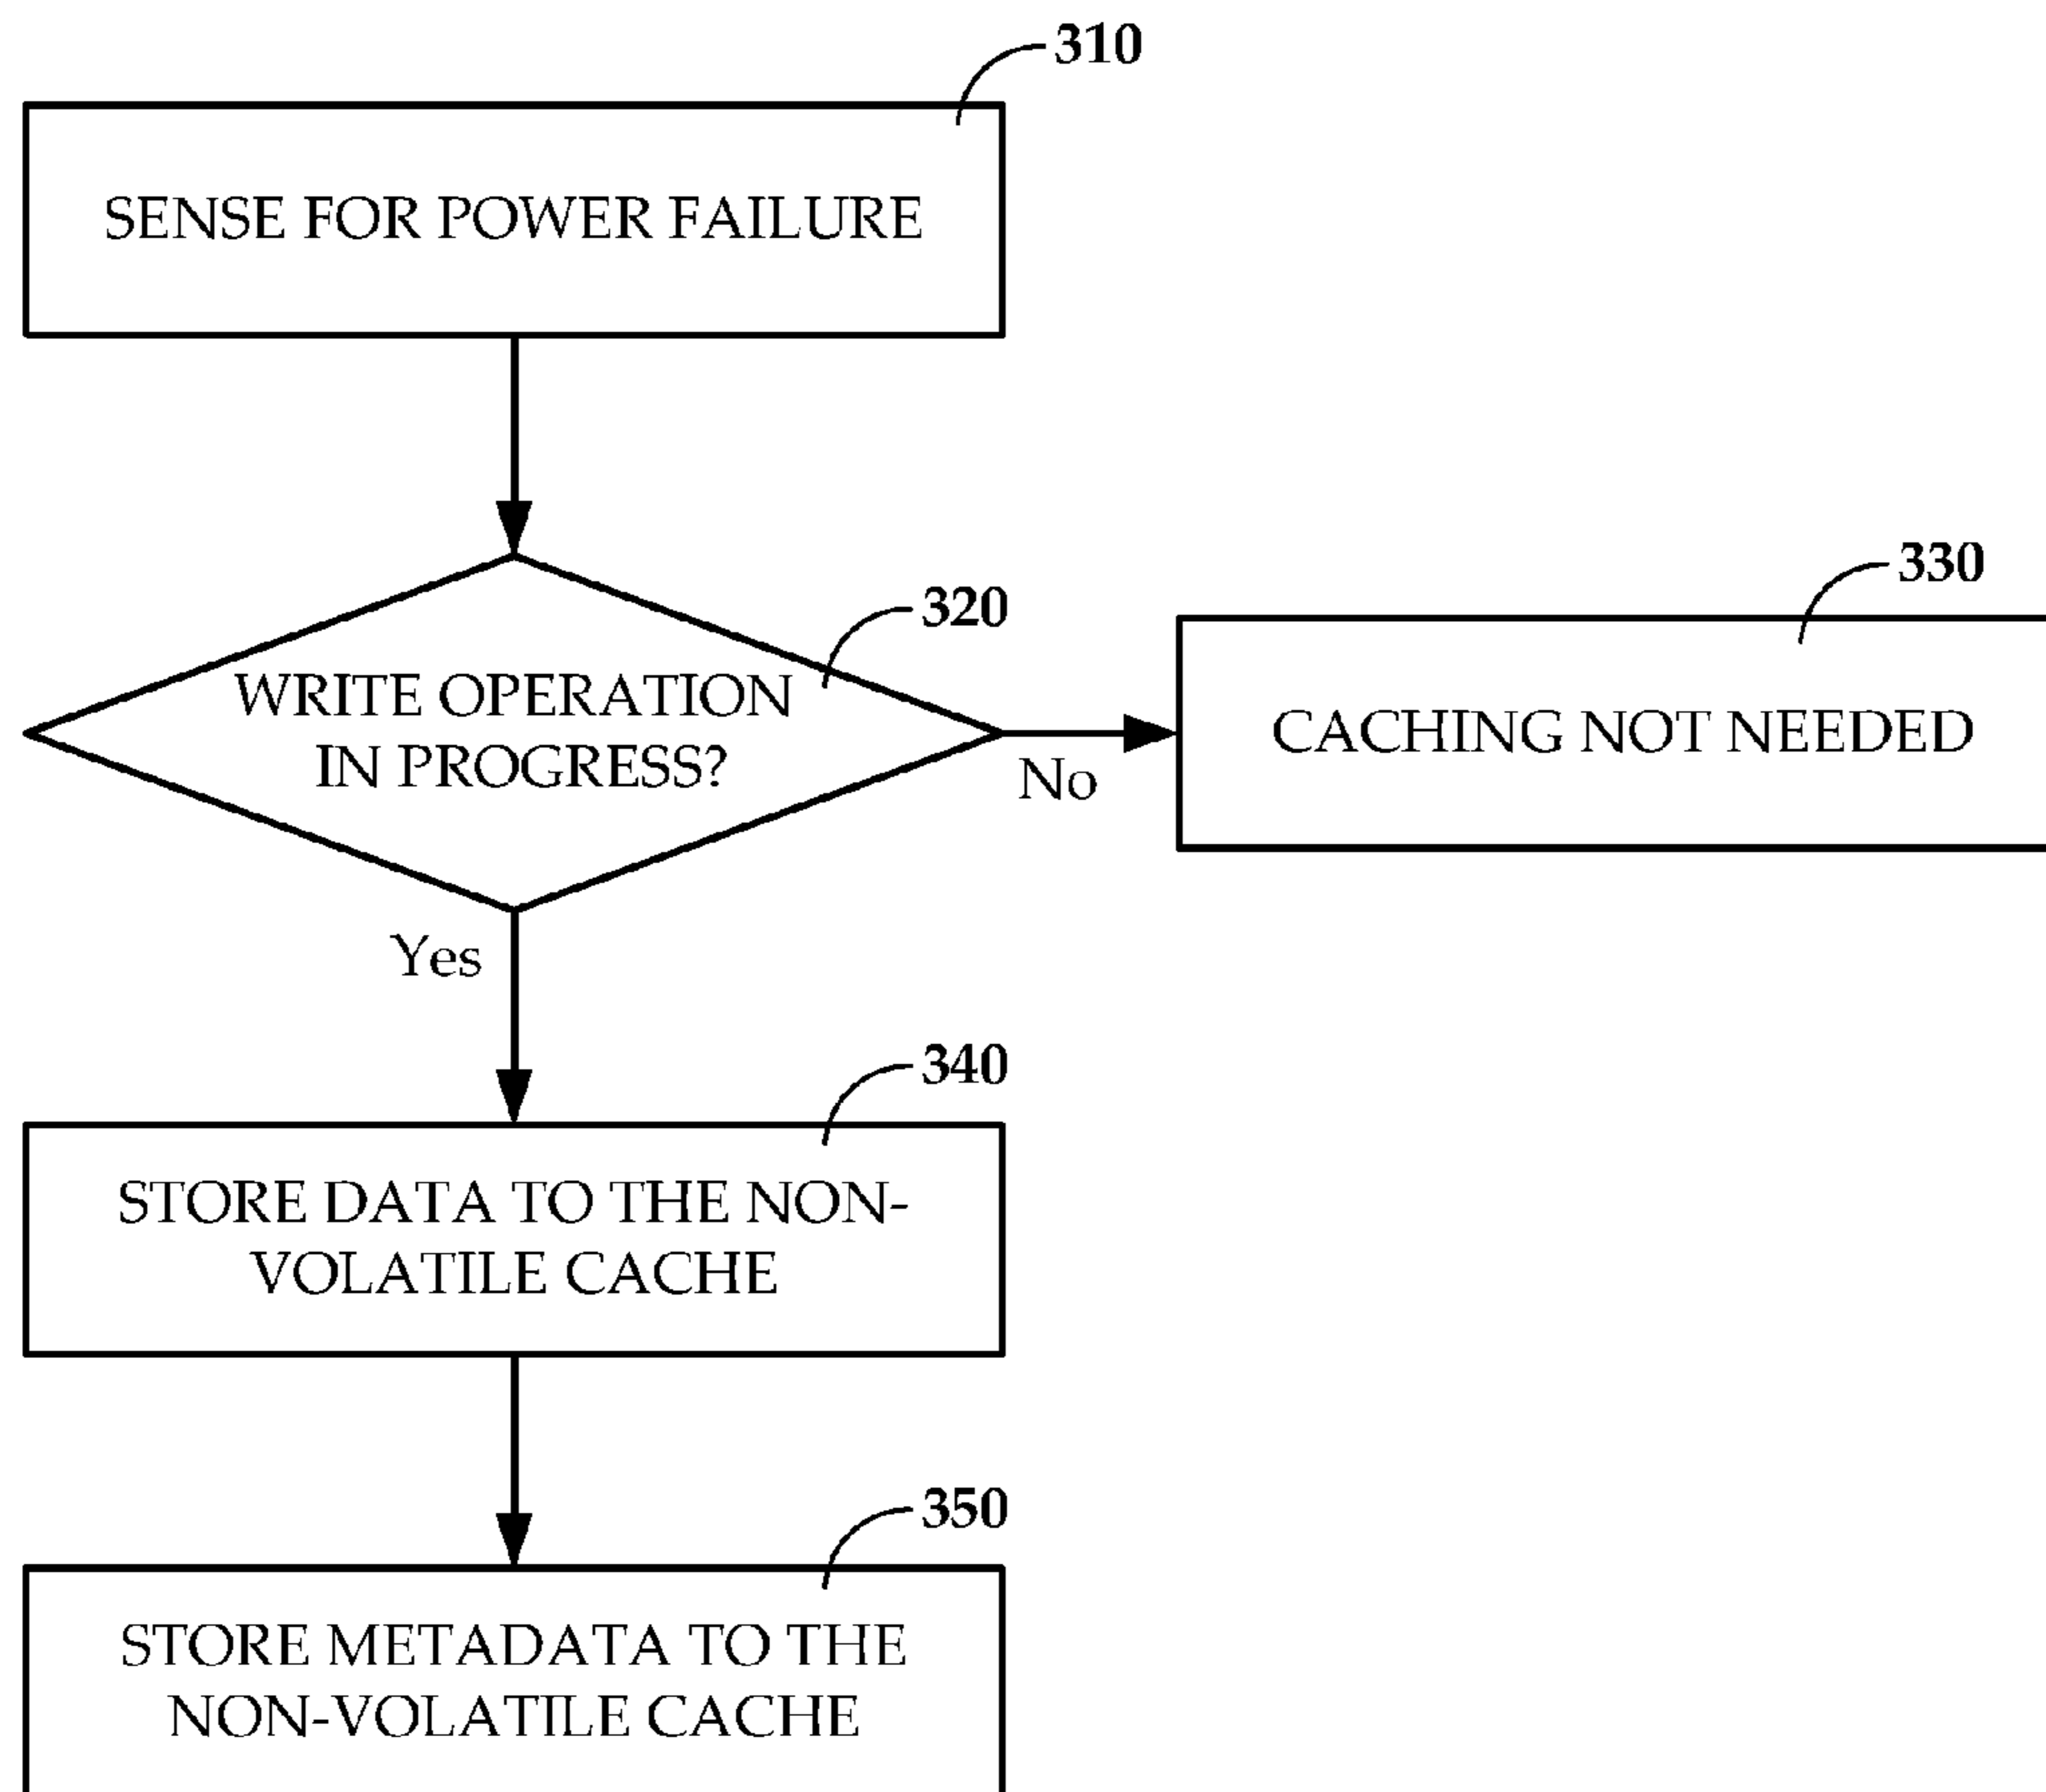 310
SENSE FOR POWER FAILURE
320
WRITE OPERATION
IN PROGRESS?
No
330
CACHING NOT NEEDED
Yes
340
STORE DATA TO THE NON-
VOLATILE CACHE
350
STORE METADATA TO THE
NON-VOLATILE CACHE